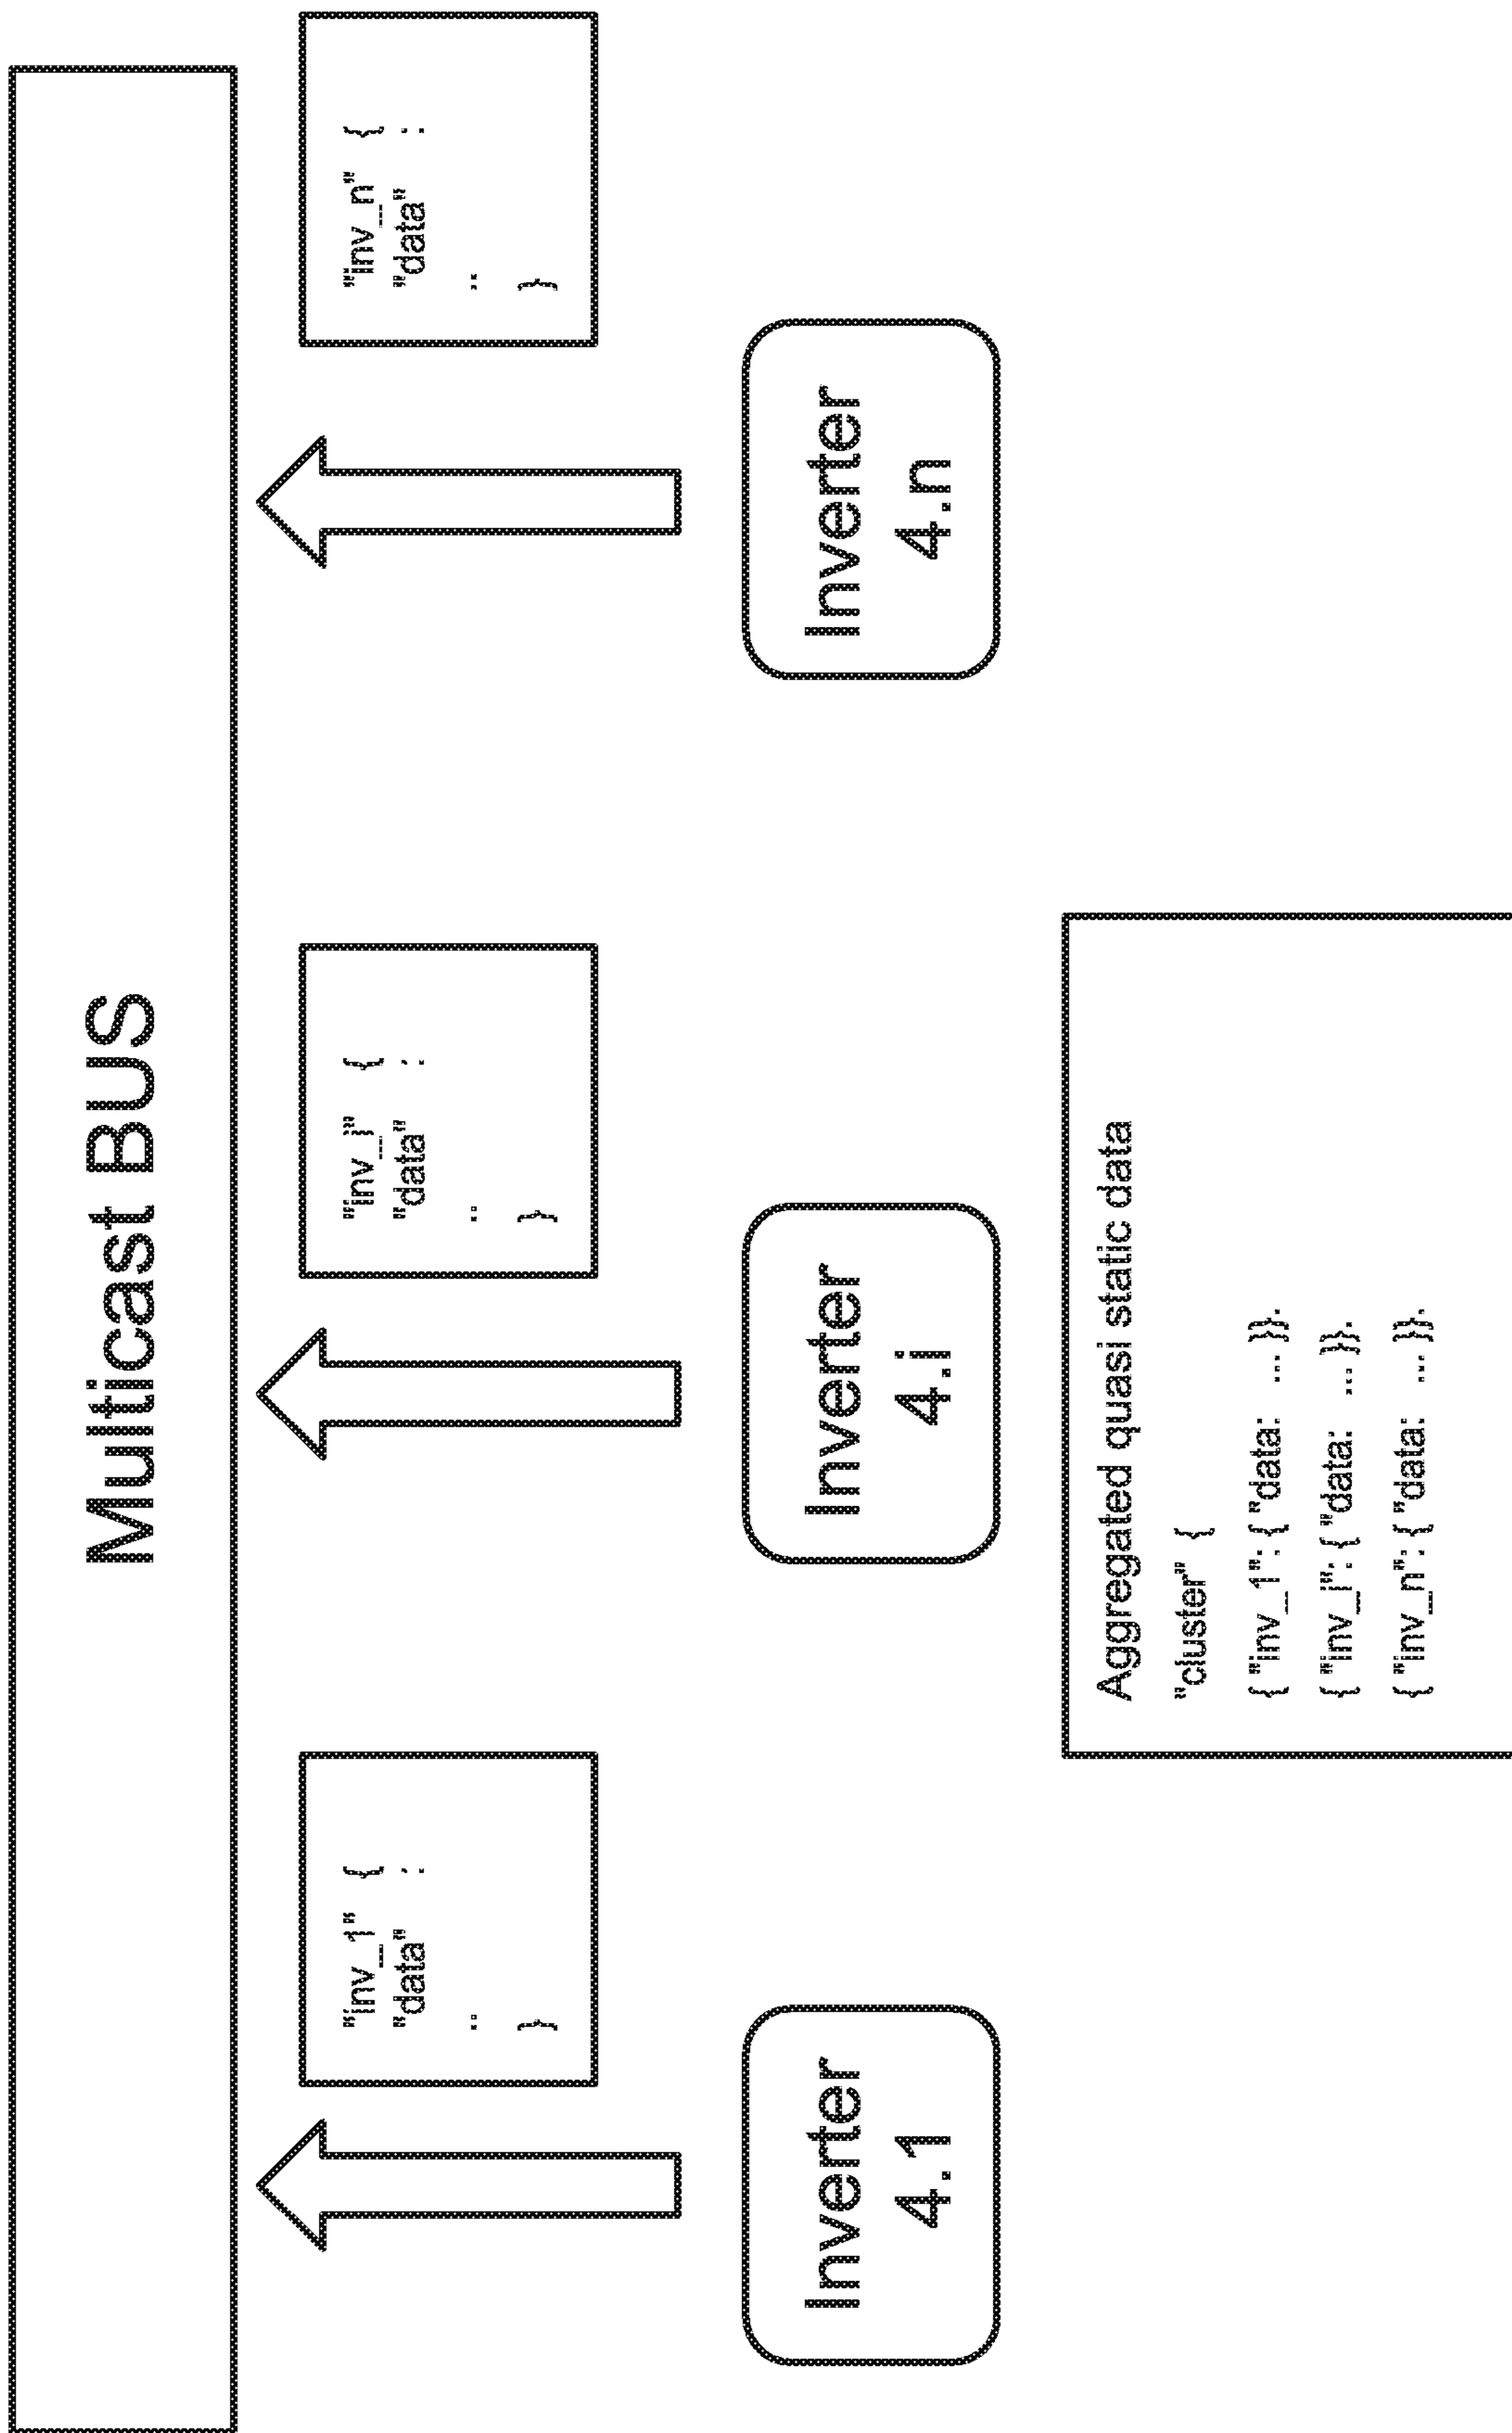 Multicast BUS
"inv_1" {
"data" :
..
}
"inv_i" {
"data" :
..
}
"inv_n" {
"data" :
..
}
Inverter
4.1
Inverter
4.i
Inverter
4.n
Aggregated quasi static data
"cluster" {
{ "inv_1": { "data: ... }},
{ "inv_i": { "data: ... }},
{ "inv_n": { "data: ... }},